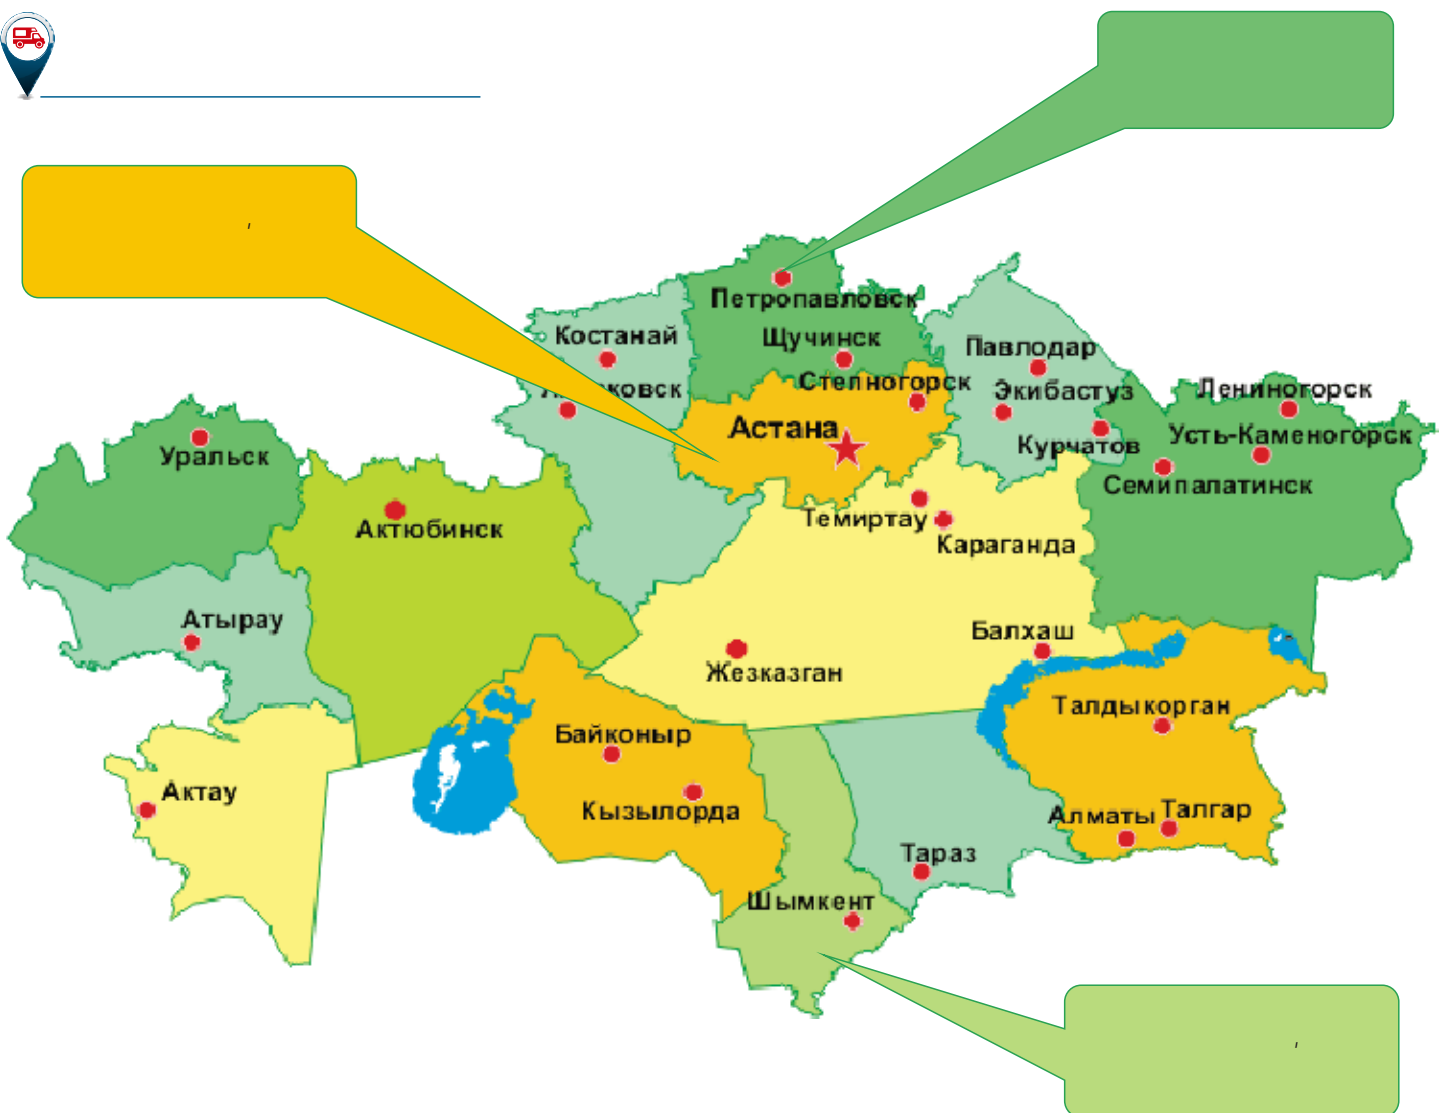 ,
Петропавловск
Костанай
Щучинск
Павлодар
Степногорск
Экибастуз
Лениногорск
Астана
Курчатов
Усть-Каменогорск
Уральск
Семипалатинск
Актюбинск
Темиртау
Караганда
Атырау
Балхаш
Жезказган
Талдыкорган
Байконыр
Актау
Кызылорда
Алматы
Талгар
Тараз
Шымкент
,